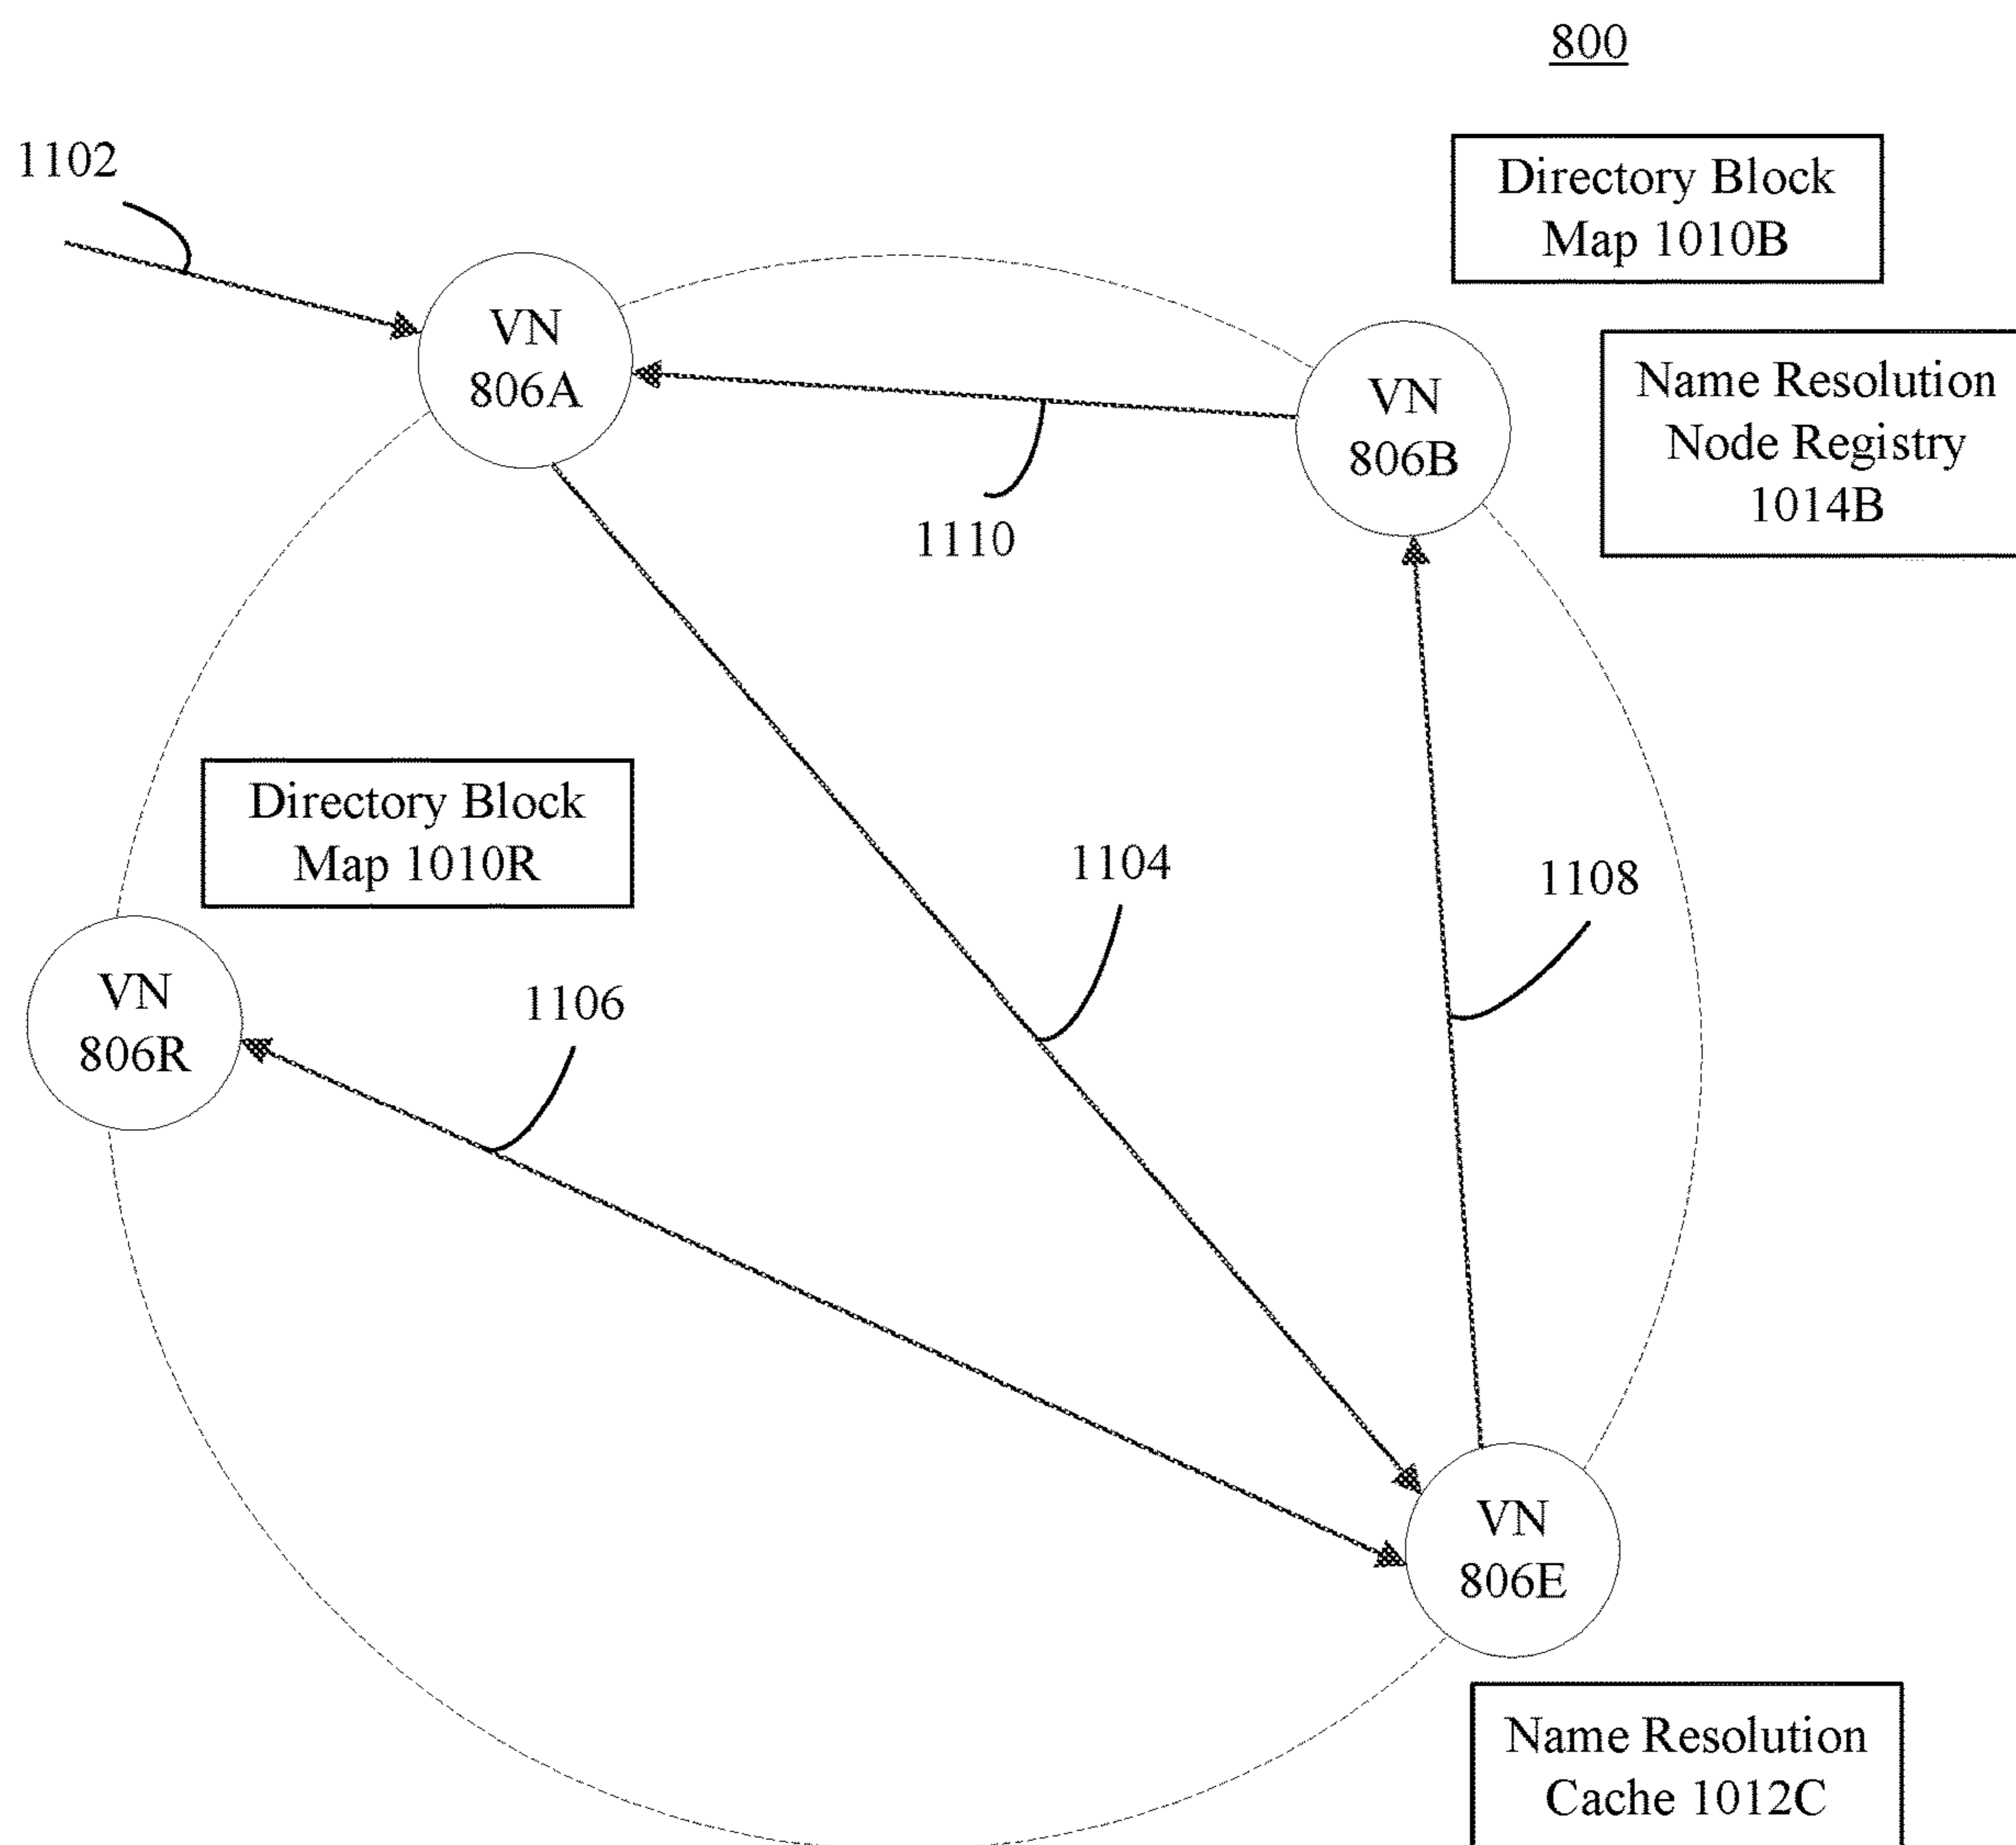 800
1102
Directory Block
Map 1010B
VN
806A
VN
806B
Name Resolution
Node Registry
1014B
1110
Directory Block
Map 1010R
1104
1108
VN
806R
1106
VN
806E
Name Resolution
Cache 1012C